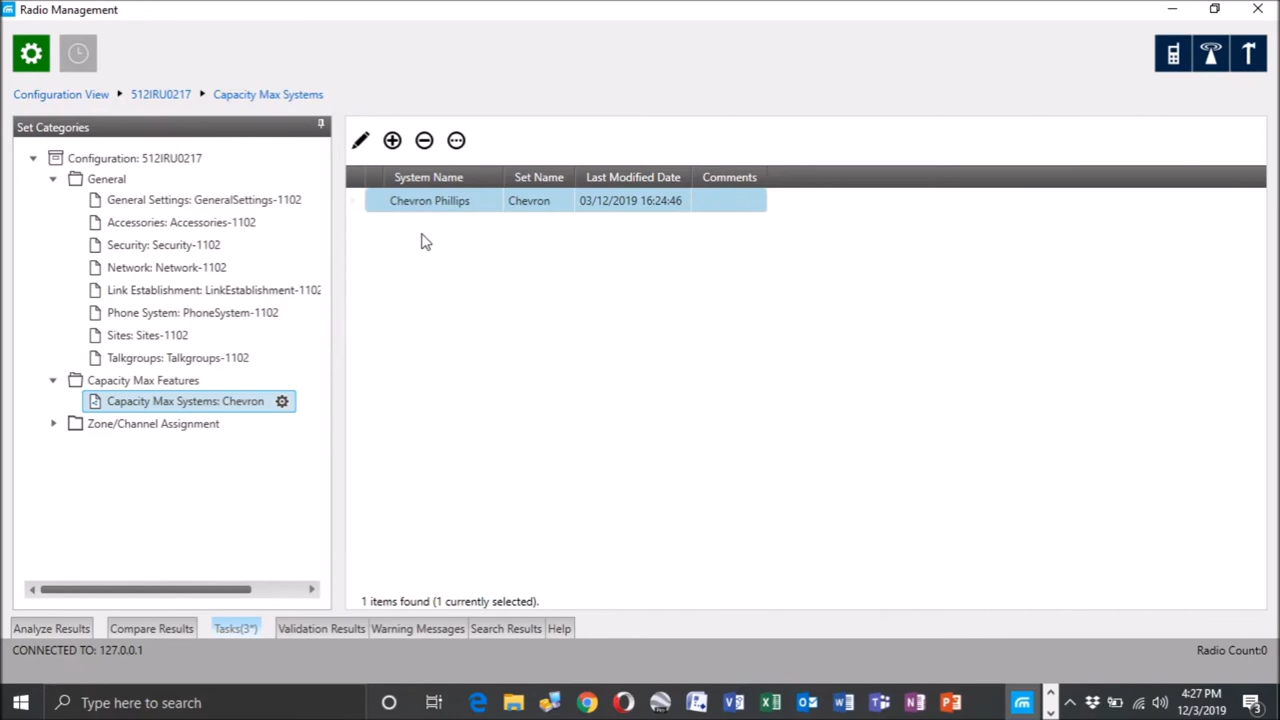 Radio Management
Configuration View 512IRU0217 Capacity Max Systems
Set Categories
Configuration: 512IRU0217
General
General Settings: GeneralSettings-1102
Accessories: Accessories-1102
Security: Security-1102
Network: Network-1102
Link Establishment: LinkEstablishment-1102
Phone System: PhoneSystem-1102
Sites: Sites-1102
Talkgroups: Talkgroups-1102
Capacity Max Features
Capacity Max Systems: Chevron
Zone/Channel Assignment
System Name Set Name Last Modified Date Comments
Chevron Phillips Chevron 03/12/2019 16:24:46
1 items found (1 currently selected).
Analyze Results Compare Results Tasks(3*) Validation Results Warning Messages Search Results Help
CONNECTED TO: 127.0.0.1 Radio Count:0
Type here to search
4:27 PM
12/3/2019
3